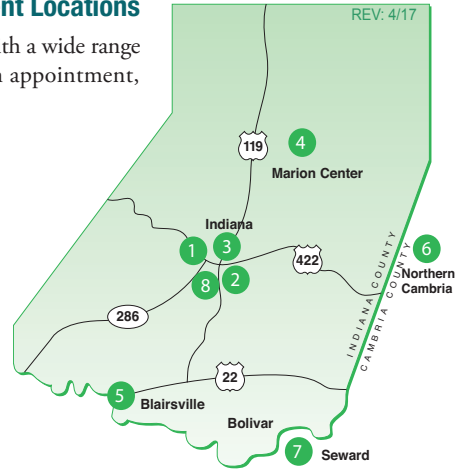 nt Locations
REV: 4/17
th a wide range
appointment,
119
4
Marion Center
Indiana
1
3
422
6
Northern
Cambria
8
2
INDIANA COUNTY
CAMBRIA COUNTY
286
22
5
Blairsville
Bolivar
7
Seward